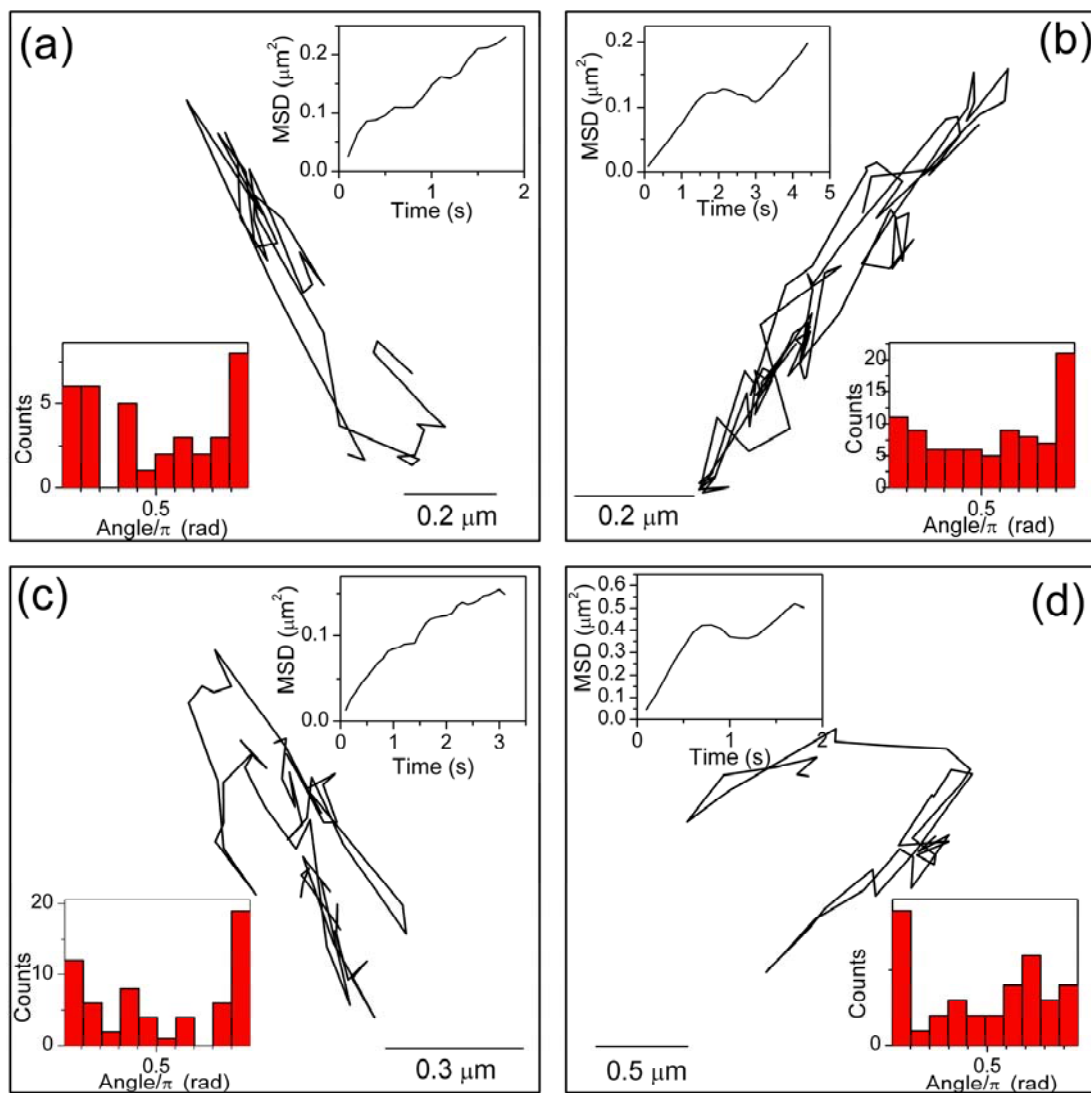 (a)
MSD (μm²)
0.2
0.1
0.0
0 1 2
Time (s)
Counts
5
0
0.5
Angle/π (rad)
0.2 μm
(b)
MSD (μm²)
0.2
0.1
0.0
0 1 2 3 4 5
Time (s)
Counts
20
15
10
5
0
0.5
Angle/π (rad)
0.2 μm
(c)
MSD (μm²)
0.1
0.0
0 1 2 3
Time (s)
Counts
20
10
0
0.5
Angle/π (rad)
0.3 μm
(d)
MSD (μm²)
0.6
0.5
0.4
0.3
0.2
0.1
0.0
0 1 2
Time (s)
Counts
0
0.5
Angle/π (rad)
0.5 μm